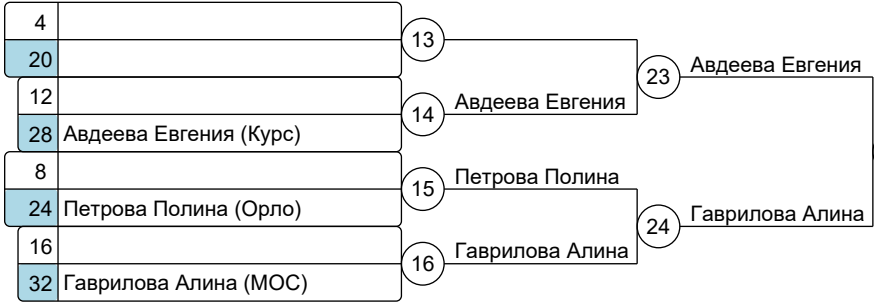 4
20
13
12
28 Авдеева Евгения (Курс)
14 Авдеева Евгения
23 Авдеева Евгения
8
24 Петрова Полина (Орло)
15 Петрова Полина
16
32 Гаврилова Алина (МОС)
16 Гаврилова Алина
24 Гаврилова Алина